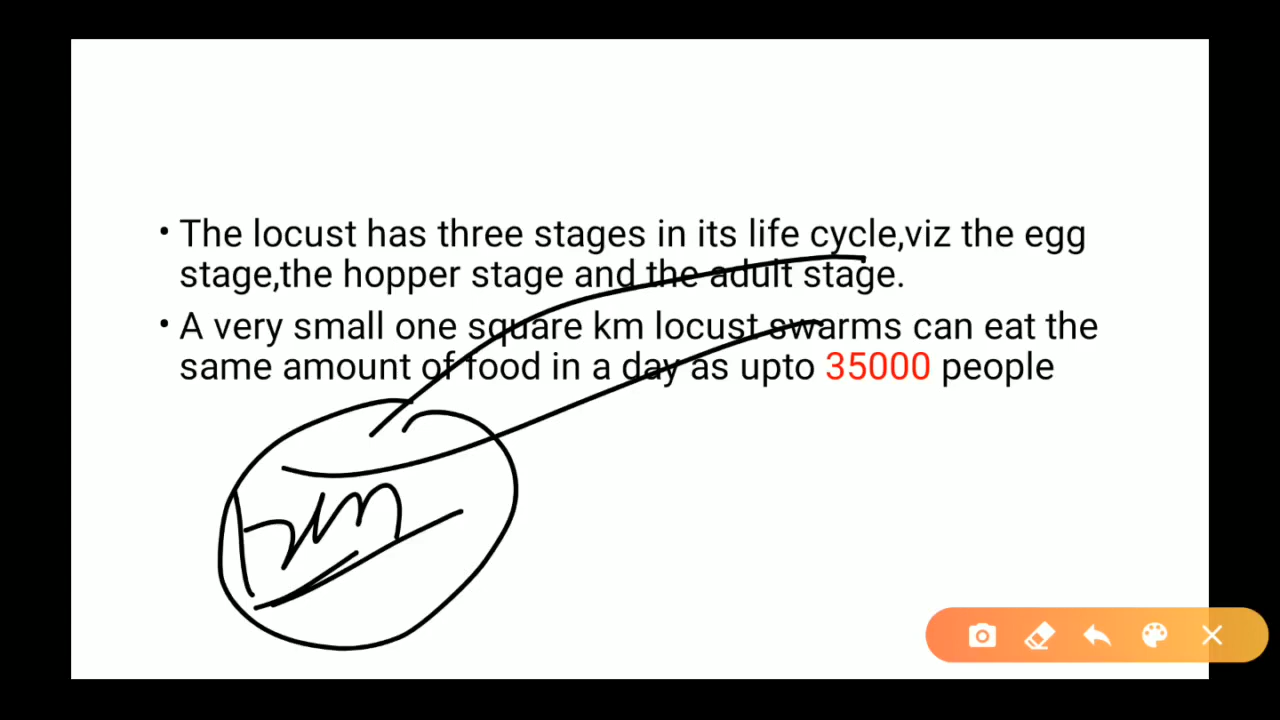 • The locust has three stages in its life cycle,viz the egg
stage,the hopper stage and the adult stage.
• A very small one square km locust swarms can eat the
same amount of food in a day as upto 35000 people